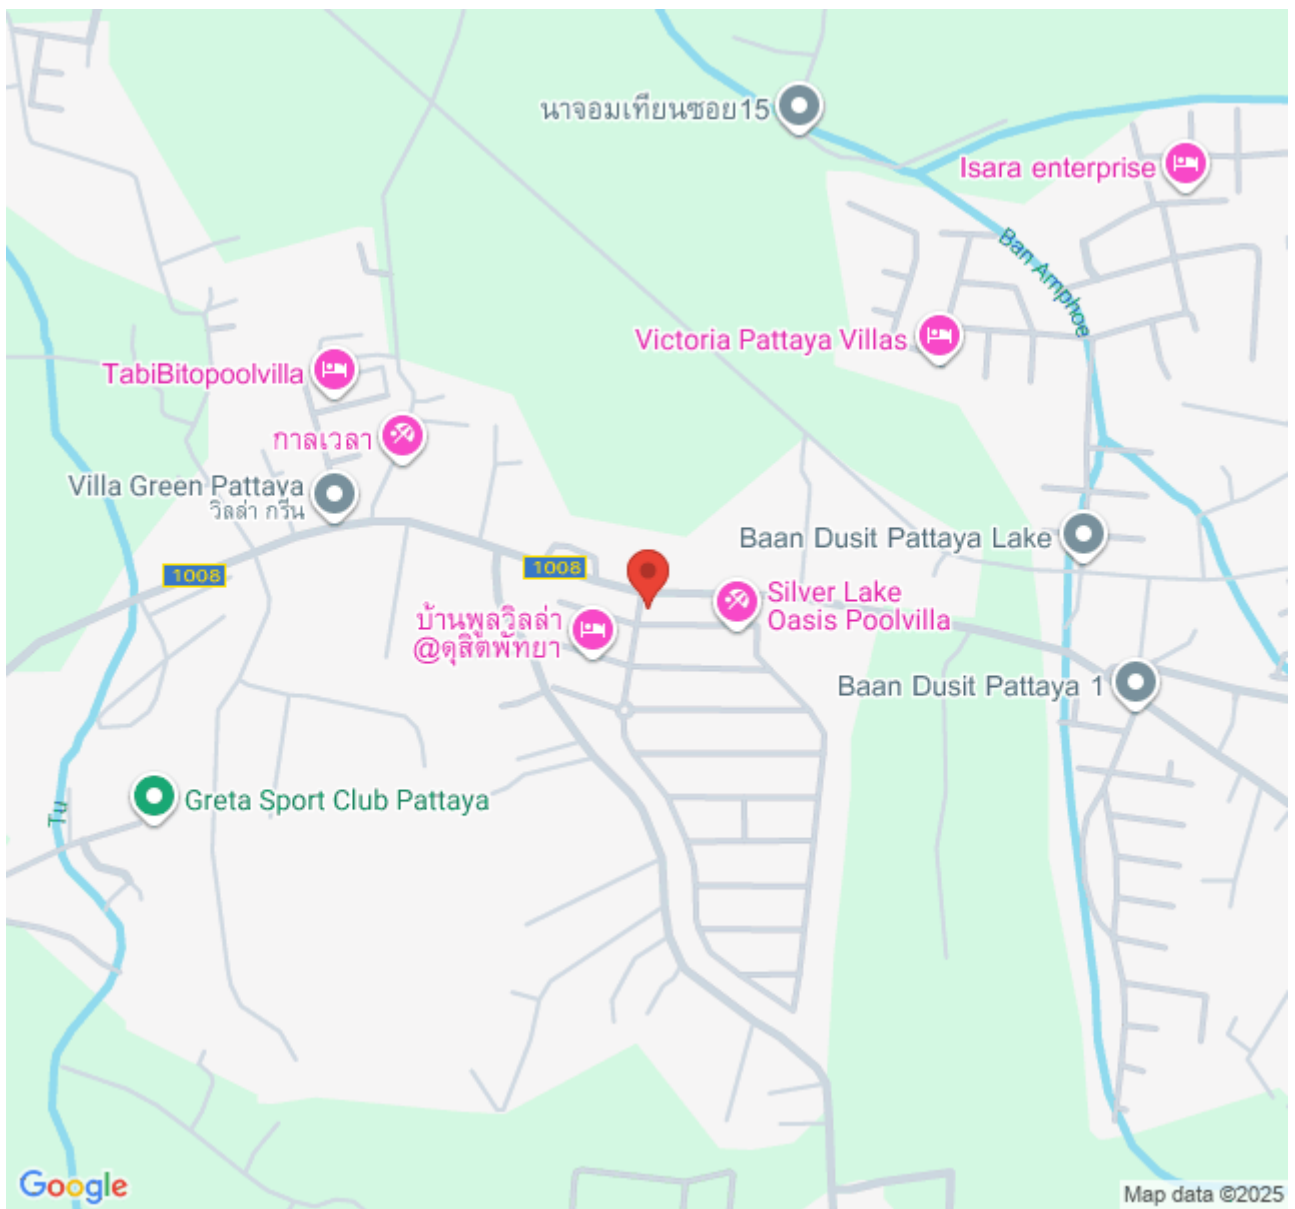 นาจอมเทียนซอย15
Isara enterprise
Ban Amphoe
Victoria Pattaya Villas
TabiBitopoolvilla
กาลเวลา
Villa Green Pattaya
วิลล่า กรีน
Baan Dusit Pattaya Lake
1008
1008
Silver Lake
Oasis Poolvilla
บ้านพูลวิลล่า
@ดุสิตพัทยา
Baan Dusit Pattaya 1
Greta Sport Club Pattaya
Tu
Google
Map data ©2025